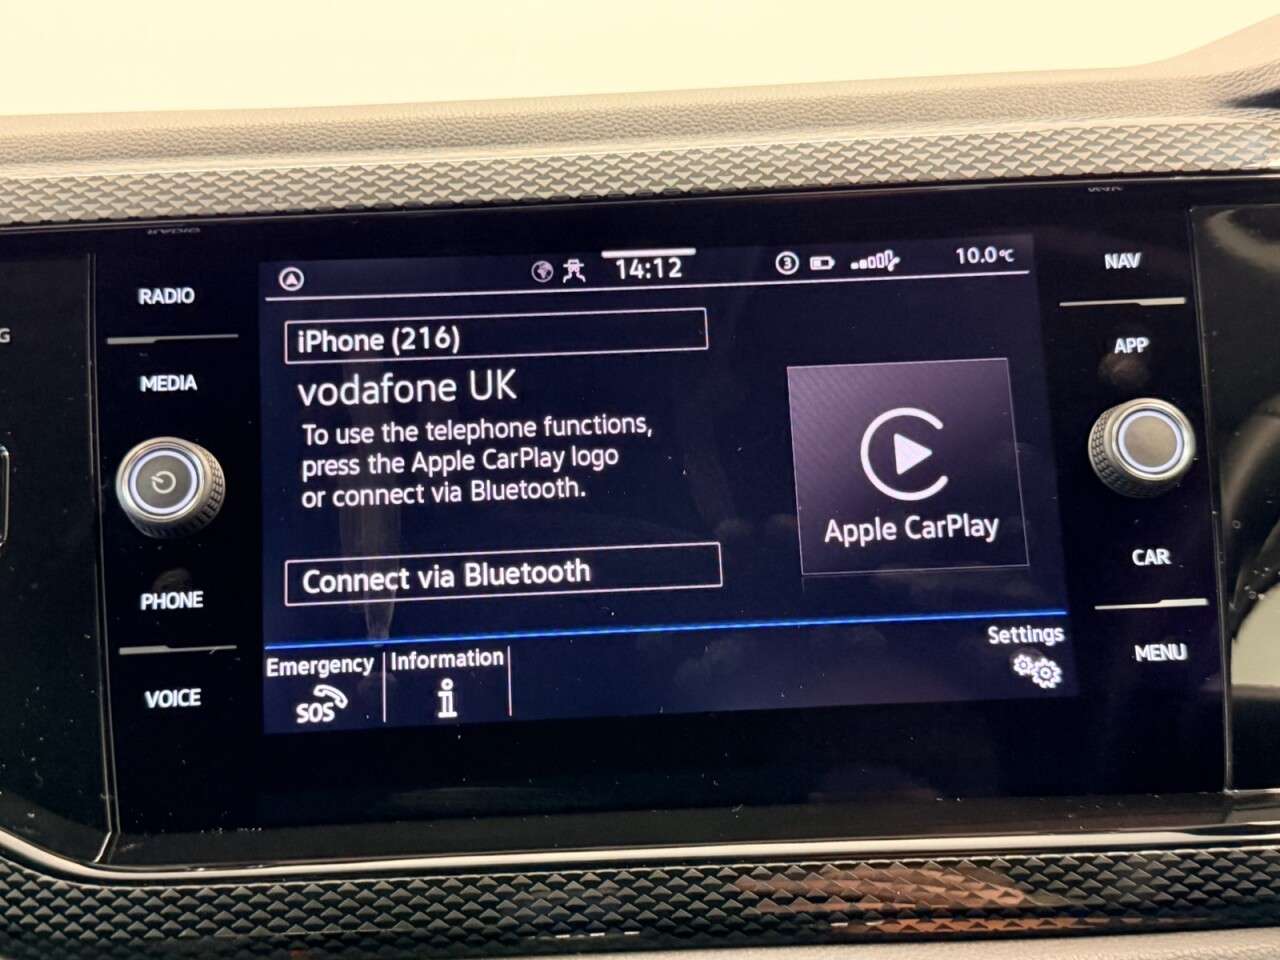 RADIO
MEDIA
PHONE
VOICE
14:12
3
10.0°C
iPhone (216)
vodafone UK
To use the telephone functions,
press the Apple CarPlay logo
or connect via Bluetooth.
Connect via Bluetooth
Apple CarPlay
Emergency
SOS
Information
i
Settings
NAV
APP
CAR
MENU
G